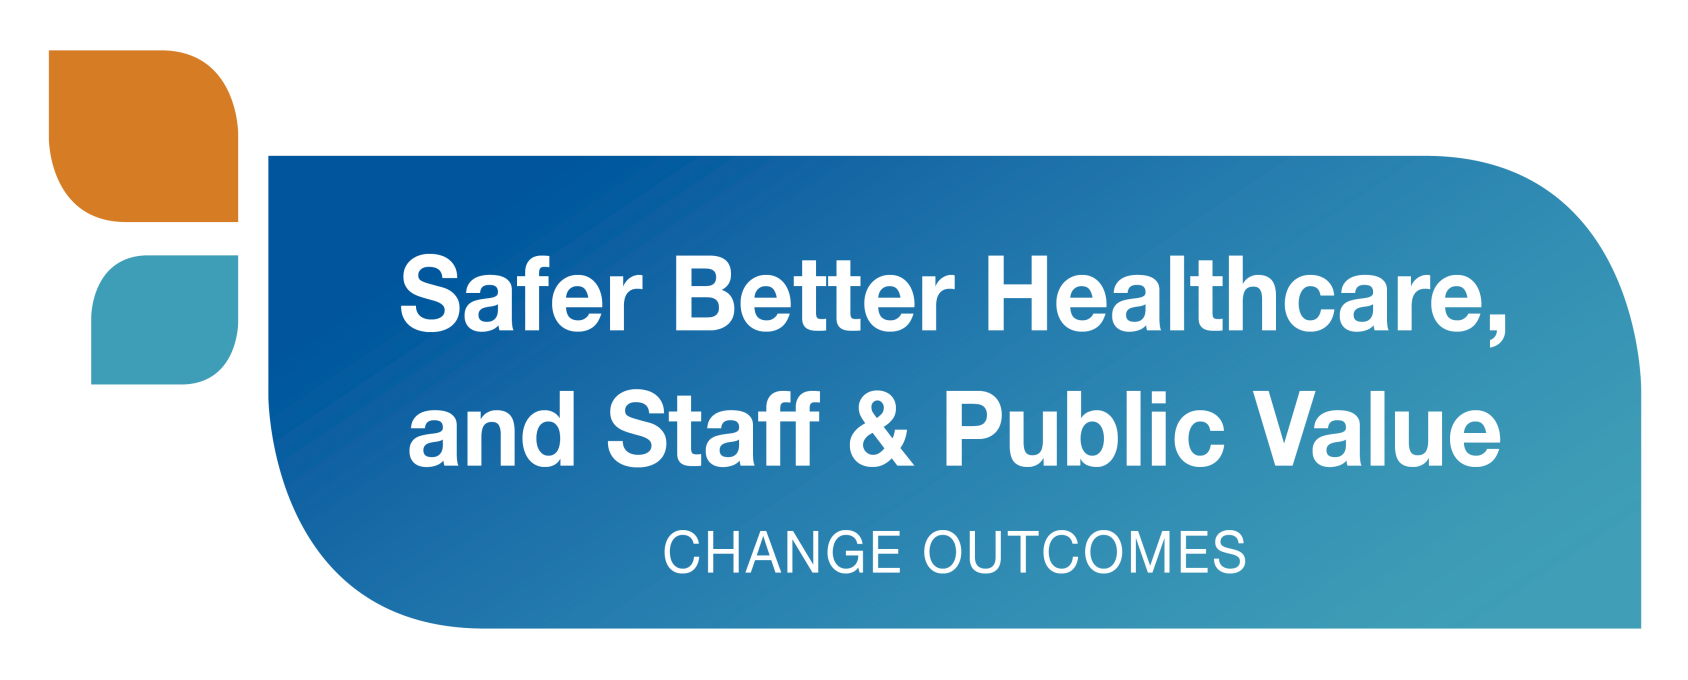 Safer Better Healthcare,
and Staff & Public Value
CHANGE OUTCOMES